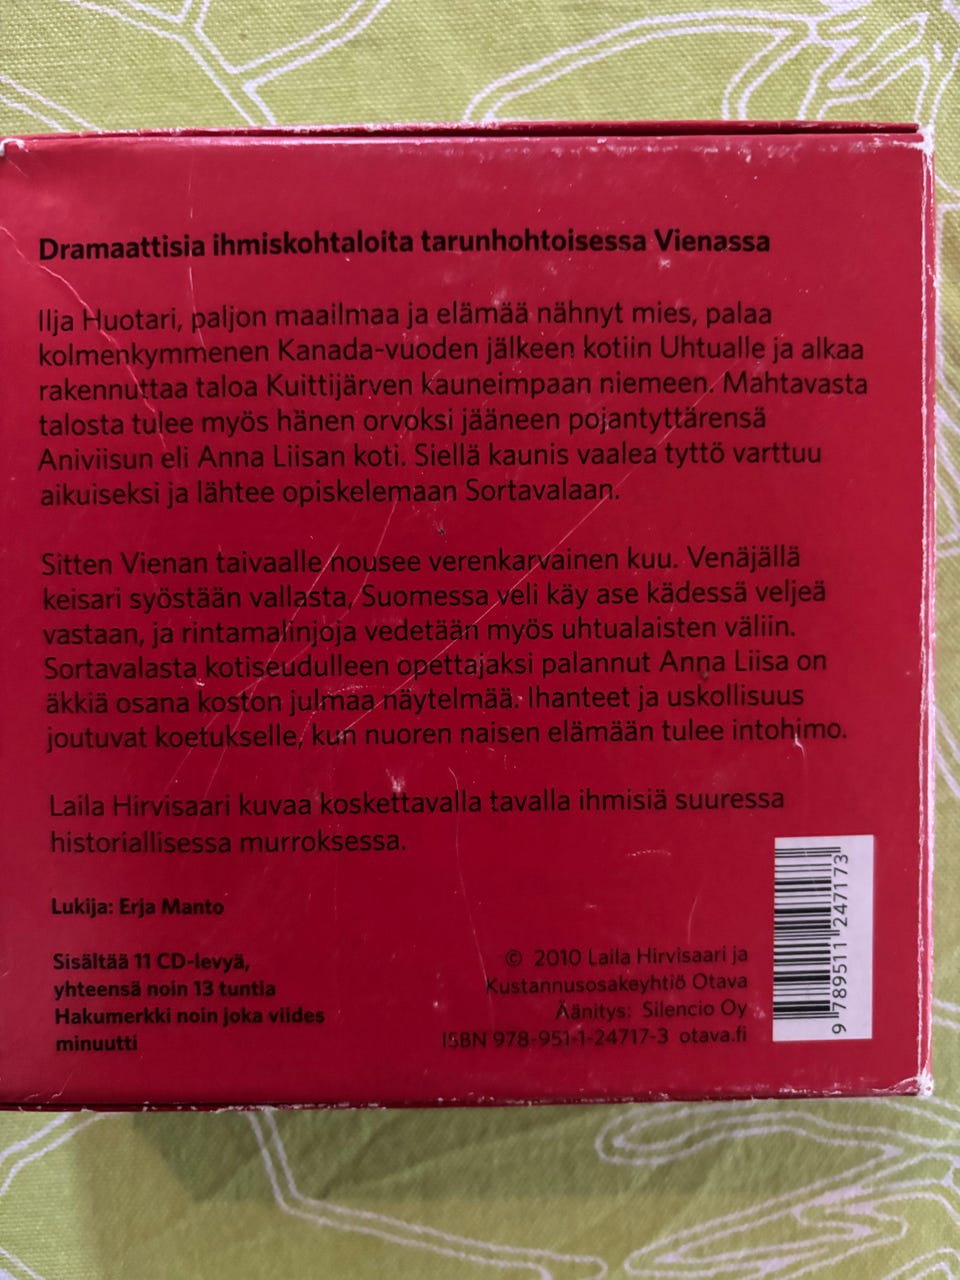 Dramaattisia ihmiskohtaloita tarunhohtoisessa Vienassa
Ilja Huotari, paljon maailmaa ja elämää nähnyt mies, palaa
kolmenkymmenen Kanada-vuoden jälkeen kotiin Uhtualle ja alkaa
rakennuttaa taloa Kuittijärven kauneimpaan niemeen. Mahtavasta
talosta tulee myös hänen orvoksi jääneen pojantyttärensä
Aniviisun eli Anna Liisan koti. Siellä kaunis vaalea tyttö varttuu
aikuiseksi ja lähtee opiskelemaan Sortavalaan.
Sitten Vienan taivaalle nousee verenkarvainen kuu. Venäjällä
keisari syöstään vallasta, Suomessa veli käy ase kädessä veljeä
vastaan, ja rintamalinjoja vedetään myös uhtualaisten väliin.
Sortavalasta kotiseudulleen opettajaksi palannut Anna Liisa on
äkkiä osana koston julmaa näytelmää. Ihanteet ja uskollisuus
joutuvat koetukselle, kun nuoren naisen elämään tulee intohimo.
Laila Hirvisaari kuvaa koskettavalla tavalla ihmisiä suuressa
historiallisessa murroksessa.
Lukija: Erja Manto
Sisältää 11 CD-levyä,
yhteensä noin 13 tuntia
Hakumerkki noin joka viides
minuutti
© 2010 Laila Hirvisaari ja
Kustannusosakeyhtiö Otava
Äänitys: Silencio Oy
ISBN 978-951-1-24717-3 otava.fi
9 789511 247173